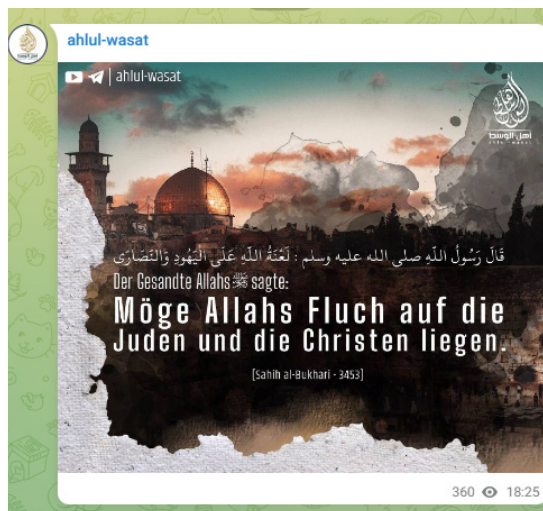 ahlul-wasat
ahlul-wasat
أهل الوسط
قَالَ رَسُولُ اللّهِ صلى الله عليه وسلم : لَعْنَةُ اللّهِ عَلَى الْيَهُودِ وَالنَّصَارَى
Der Gesandte Allahs ﷺ sagte:
Möge Allahs Fluch auf die
Juden und die Christen liegen.
[Sahih al-Bukhari - 3453]
360 18:25